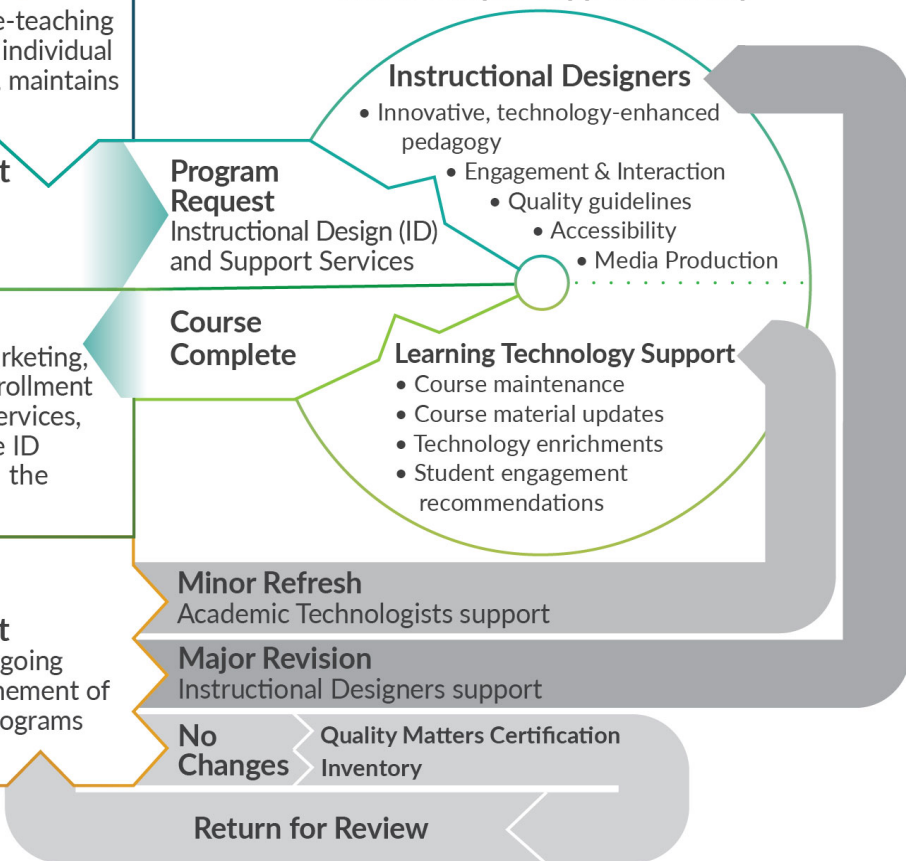 e-teaching
individual
maintains
t
Program
Request
Instructional Design (ID)
and Support Services
Instructional Designers
• Innovative, technology-enhanced
pedagogy
• Engagement & Interaction
• Quality guidelines
• Accessibility
• Media Production
Course
Complete
rketing,
rollment
ervices,
e ID
the
Learning Technology Support
• Course maintenance
• Course material updates
• Technology enrichments
• Student engagement
recommendations
t
going
nement of
rograms
Minor Refresh
Academic Technologists support
Major Revision
Instructional Designers support
No
Changes
Quality Matters Certification
Inventory
Return for Review